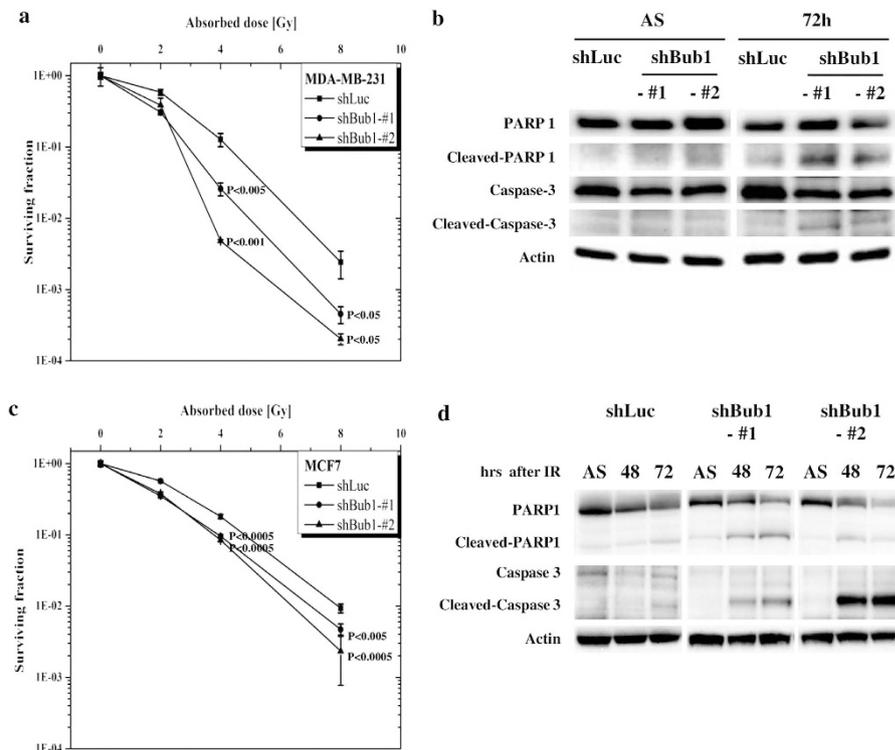 a
Absorbed dose [Gy]
0 2 4 6 8 10
1E+00
1E-01
1E-02
1E-03
1E-04
Surviving fraction
MDA-MB-231
shLuc
shBub1-#1
shBub1-#2
P<0.005
P<0.001
P<0.05
P<0.05
b
AS 72h
shLuc shBub1 shLuc shBub1
- #1 - #2 - #1 - #2
PARP 1
Cleaved-PARP 1
Caspase-3
Cleaved-Caspase-3
Actin
c
Absorbed dose [Gy]
0 2 4 6 8 10
1E+00
1E-01
1E-02
1E-03
1E-04
Surviving fraction
MCF7
shLuc
shBub1-#1
shBub1-#2
P<0.0005
P<0.0005
P<0.005
P<0.0005
d
shLuc shBub1 - #1 shBub1 - #2
hrs after IR AS 48 72 AS 48 72 AS 48 72
PARP1
Cleaved-PARP1
Caspase 3
Cleaved-Caspase 3
Actin